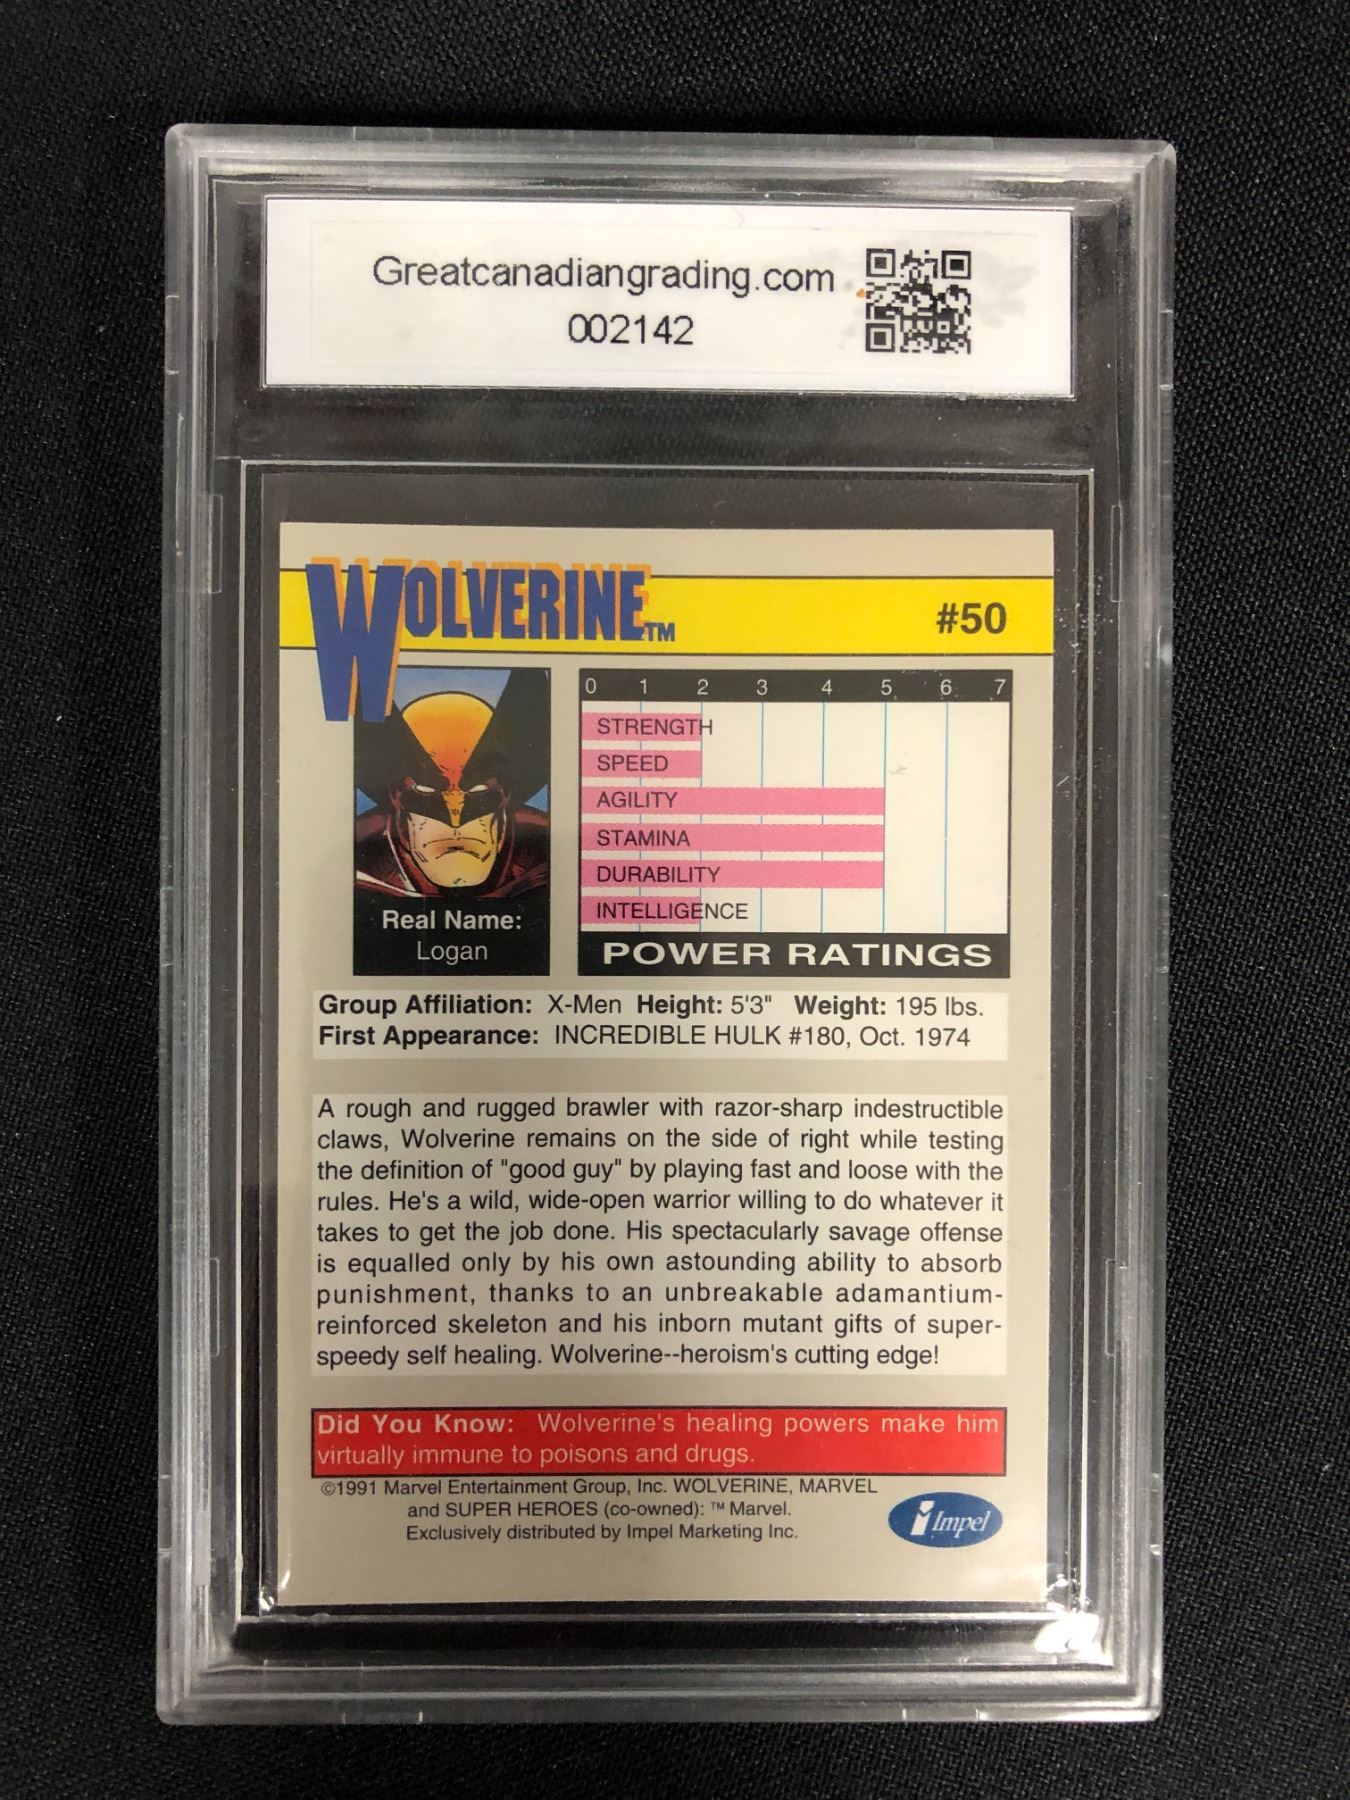 Greatcanadiangrading.com
002142
WOLVERINE™
#50
0 1 2 3 4 5 6 7
STRENGTH
SPEED
AGILITY
STAMINA
DURABILITY
INTELLIGENCE
POWER RATINGS
Real Name:
Logan
Group Affiliation: X-Men Height: 5'3" Weight: 195 lbs.
First Appearance: INCREDIBLE HULK #180, Oct. 1974
A rough and rugged brawler with razor-sharp indestructible
claws, Wolverine remains on the side of right while testing
the definition of "good guy" by playing fast and loose with the
rules. He's a wild, wide-open warrior willing to do whatever it
takes to get the job done. His spectacularly savage offense
is equalled only by his own astounding ability to absorb
punishment, thanks to an unbreakable adamantium-
reinforced skeleton and his inborn mutant gifts of super-
speedy self healing. Wolverine--heroism's cutting edge!
Did You Know: Wolverine's healing powers make him
virtually immune to poisons and drugs.
©1991 Marvel Entertainment Group, Inc. WOLVERINE, MARVEL
and SUPER HEROES (co-owned): ™ Marvel.
Exclusively distributed by Impel Marketing Inc.
Impel